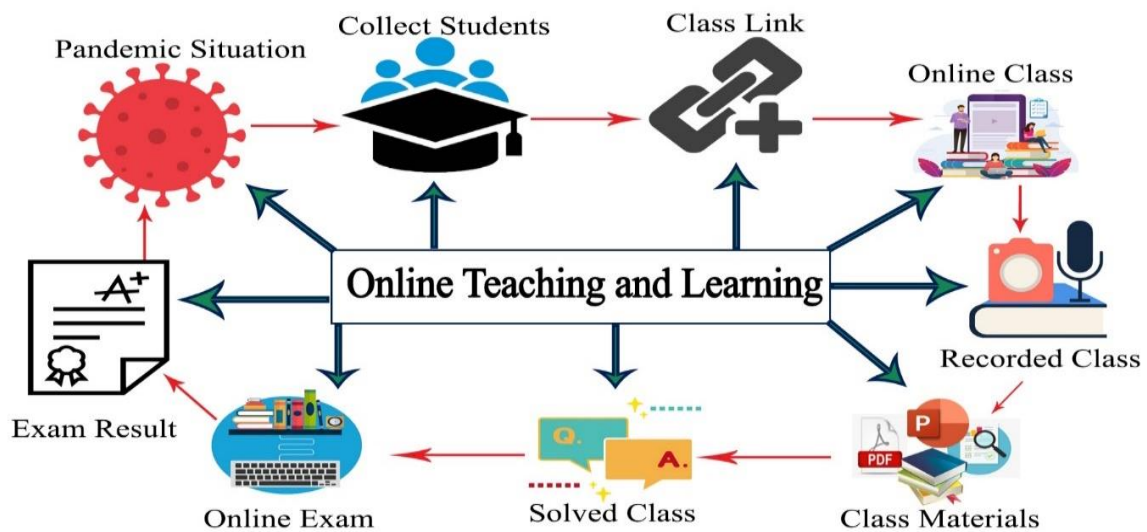 Pandemic Situation
Collect Students
Class Link
Online Class
Online Teaching and Learning
A+
Recorded Class
Exam Result
Q.
A.
P
PDF
Online Exam
Solved Class
Class Materials